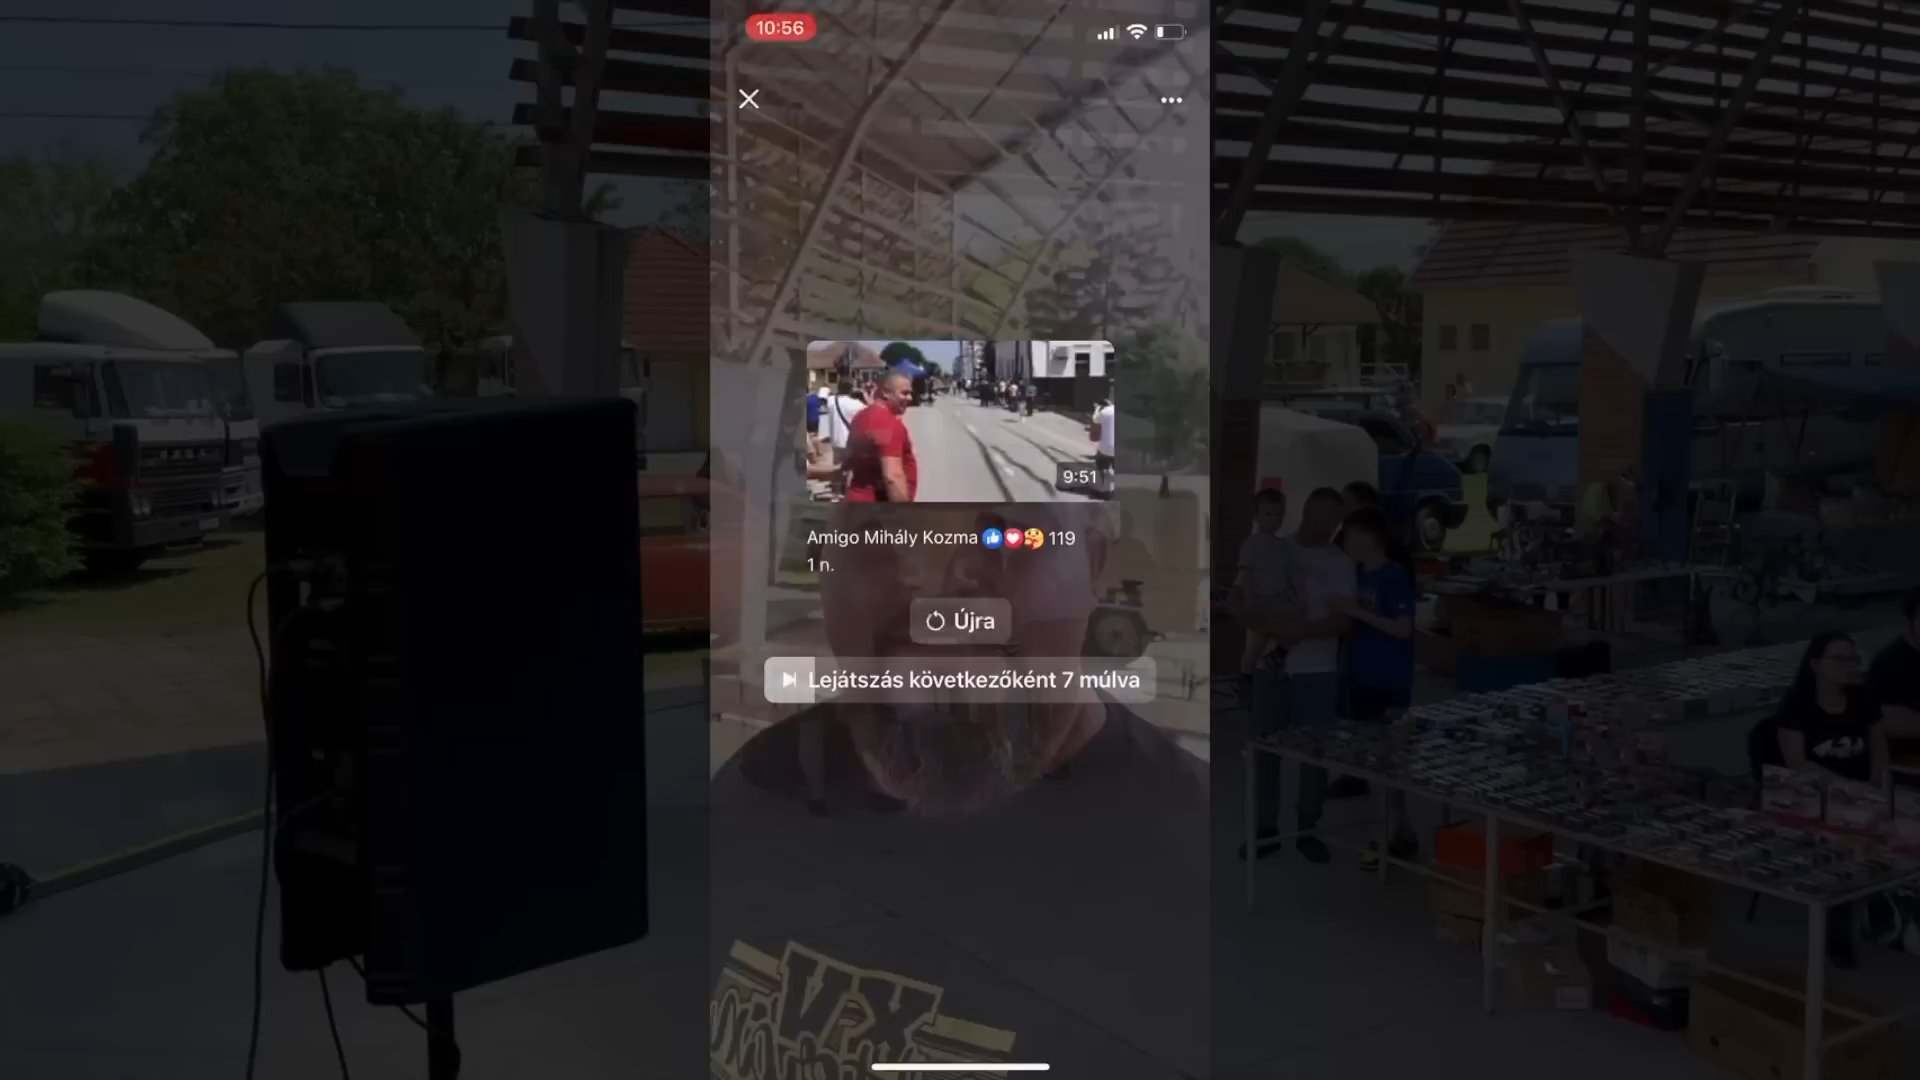 10:56
9:51
Amigo Mihály Kozma 119
1 n.
Újra
Lejátszás következőként 7 múlva